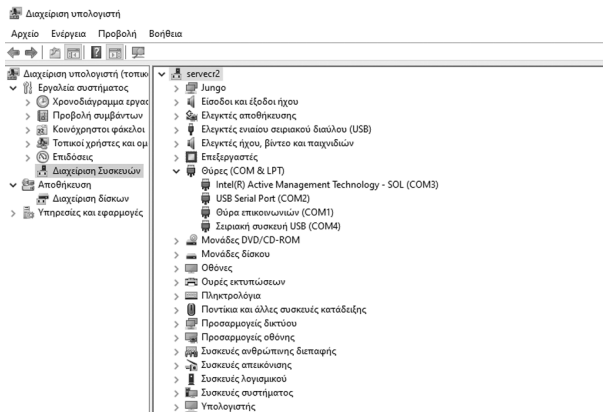 Διαχείριση υπολογιστή
Αρχείο Ενέργεια Προβολή Βοήθεια
Διαχείριση υπολογιστή (τοπικ
Εργαλεία συστήματος
Χρονοδιάγραμμα εργασ
Προβολή συμβάντων
Κοινόχρηστοι φάκελοι
Τοπικοί χρήστες και ομ
Επιδόσεις
Διαχείριση Συσκευών
Αποθήκευση
Διαχείριση δίσκων
Υπηρεσίες και εφαρμογές
servecr2
Jungo
Είσοδοι και έξοδοι ήχου
Ελεγκτές αποθήκευσης
Ελεγκτές ενιαίου σειριακού διαύλου (USB)
Ελεγκτές ήχου, βίντεο και παιχνιδιών
Επεξεργαστές
Θύρες (COM & LPT)
Intel(R) Active Management Technology - SOL (COM3)
USB Serial Port (COM2)
Θύρα επικοινωνιών (COM1)
Σειριακή συσκευή USB (COM4)
Μονάδες DVD/CD-ROM
Μονάδες δίσκου
Οθόνες
Ουρές εκτυπώσεων
Πληκτρολόγια
Ποντίκια και άλλες συσκευές κατάδειξης
Προσαρμογείς δικτύου
Προσαρμογείς οθόνης
Συσκευές ανθρώπινης διεπαφής
Συσκευές απεικόνισης
Συσκευές λογισμικού
Συσκευές συστήματος
Υπολογιστής